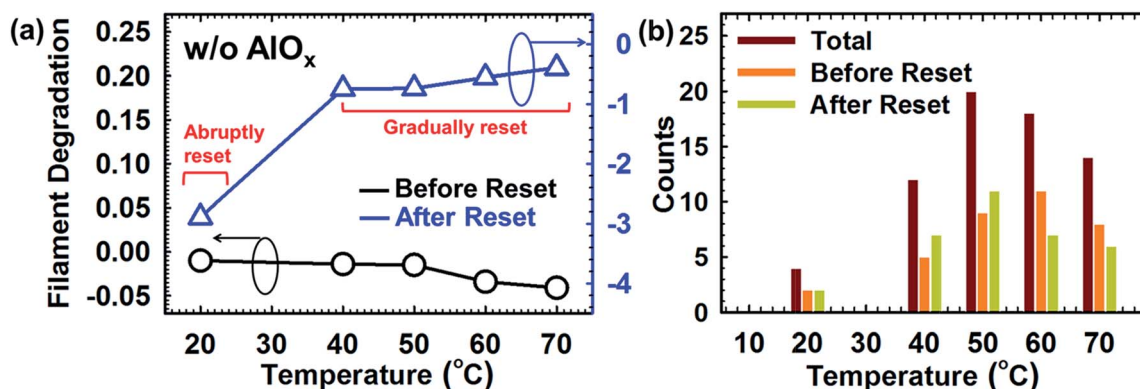 (a)
w/o AlOₓ
Filament Degradation
0.25
0.20
0.15
0.10
0.05
0.00
-0.05
0
-1
-2
-3
-4
Abruptly
reset
Gradually reset
Before Reset
After Reset
20 30 40 50 60 70
Temperature (°C)
(b)
Total
Before Reset
After Reset
Counts
25
20
15
10
5
0
10 20 30 40 50 60 70
Temperature (°C)